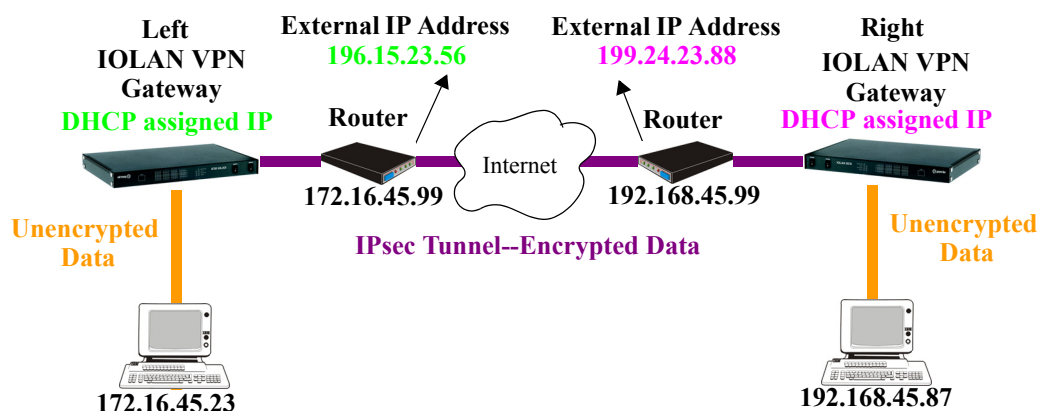 Left
IOLAN VPN
Gateway
DHCP assigned IP
External IP Address
196.15.23.56
External IP Address
199.24.23.88
Right
IOLAN VPN
Gateway
DHCP assigned IP
Router
Router
Internet
172.16.45.99
192.168.45.99
IPsec Tunnel--Encrypted Data
Unencrypted
Data
Unencrypted
Data
172.16.45.23
192.168.45.87